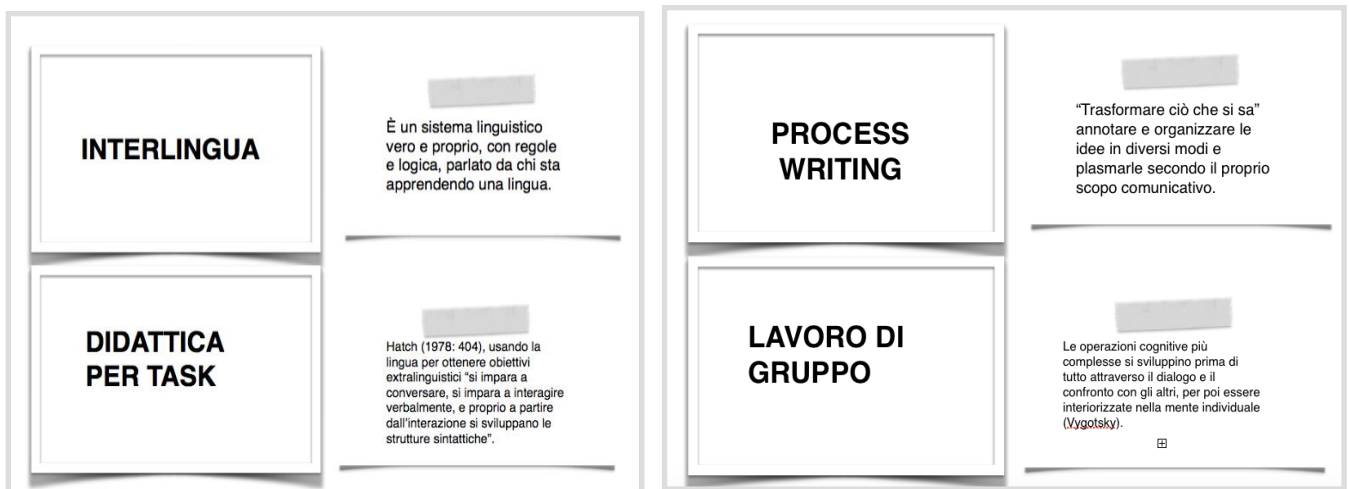 INTERLINGUA
È un sistema linguistico
vero e proprio, con regole
e logica, parlato da chi sta
apprendendo una lingua.
DIDATTICA
PER TASK
Hatch (1978: 404), usando la
lingua per ottenere obiettivi
extralinguistici “si impara a
conversare, si impara a interagire
verbalmente, e proprio a partire
dall’interazione si sviluppano le
strutture sintattiche”.
PROCESS
WRITING
“Trasformare ciò che si sa”
annotare e organizzare le
idee in diversi modi e
plasmarle secondo il proprio
scopo comunicativo.
LAVORO DI
GRUPPO
Le operazioni cognitive più
complesse si sviluppino prima di
tutto attraverso il dialogo e il
confronto con gli altri, per poi essere
interiorizzate nella mente individuale
(Vygotsky).